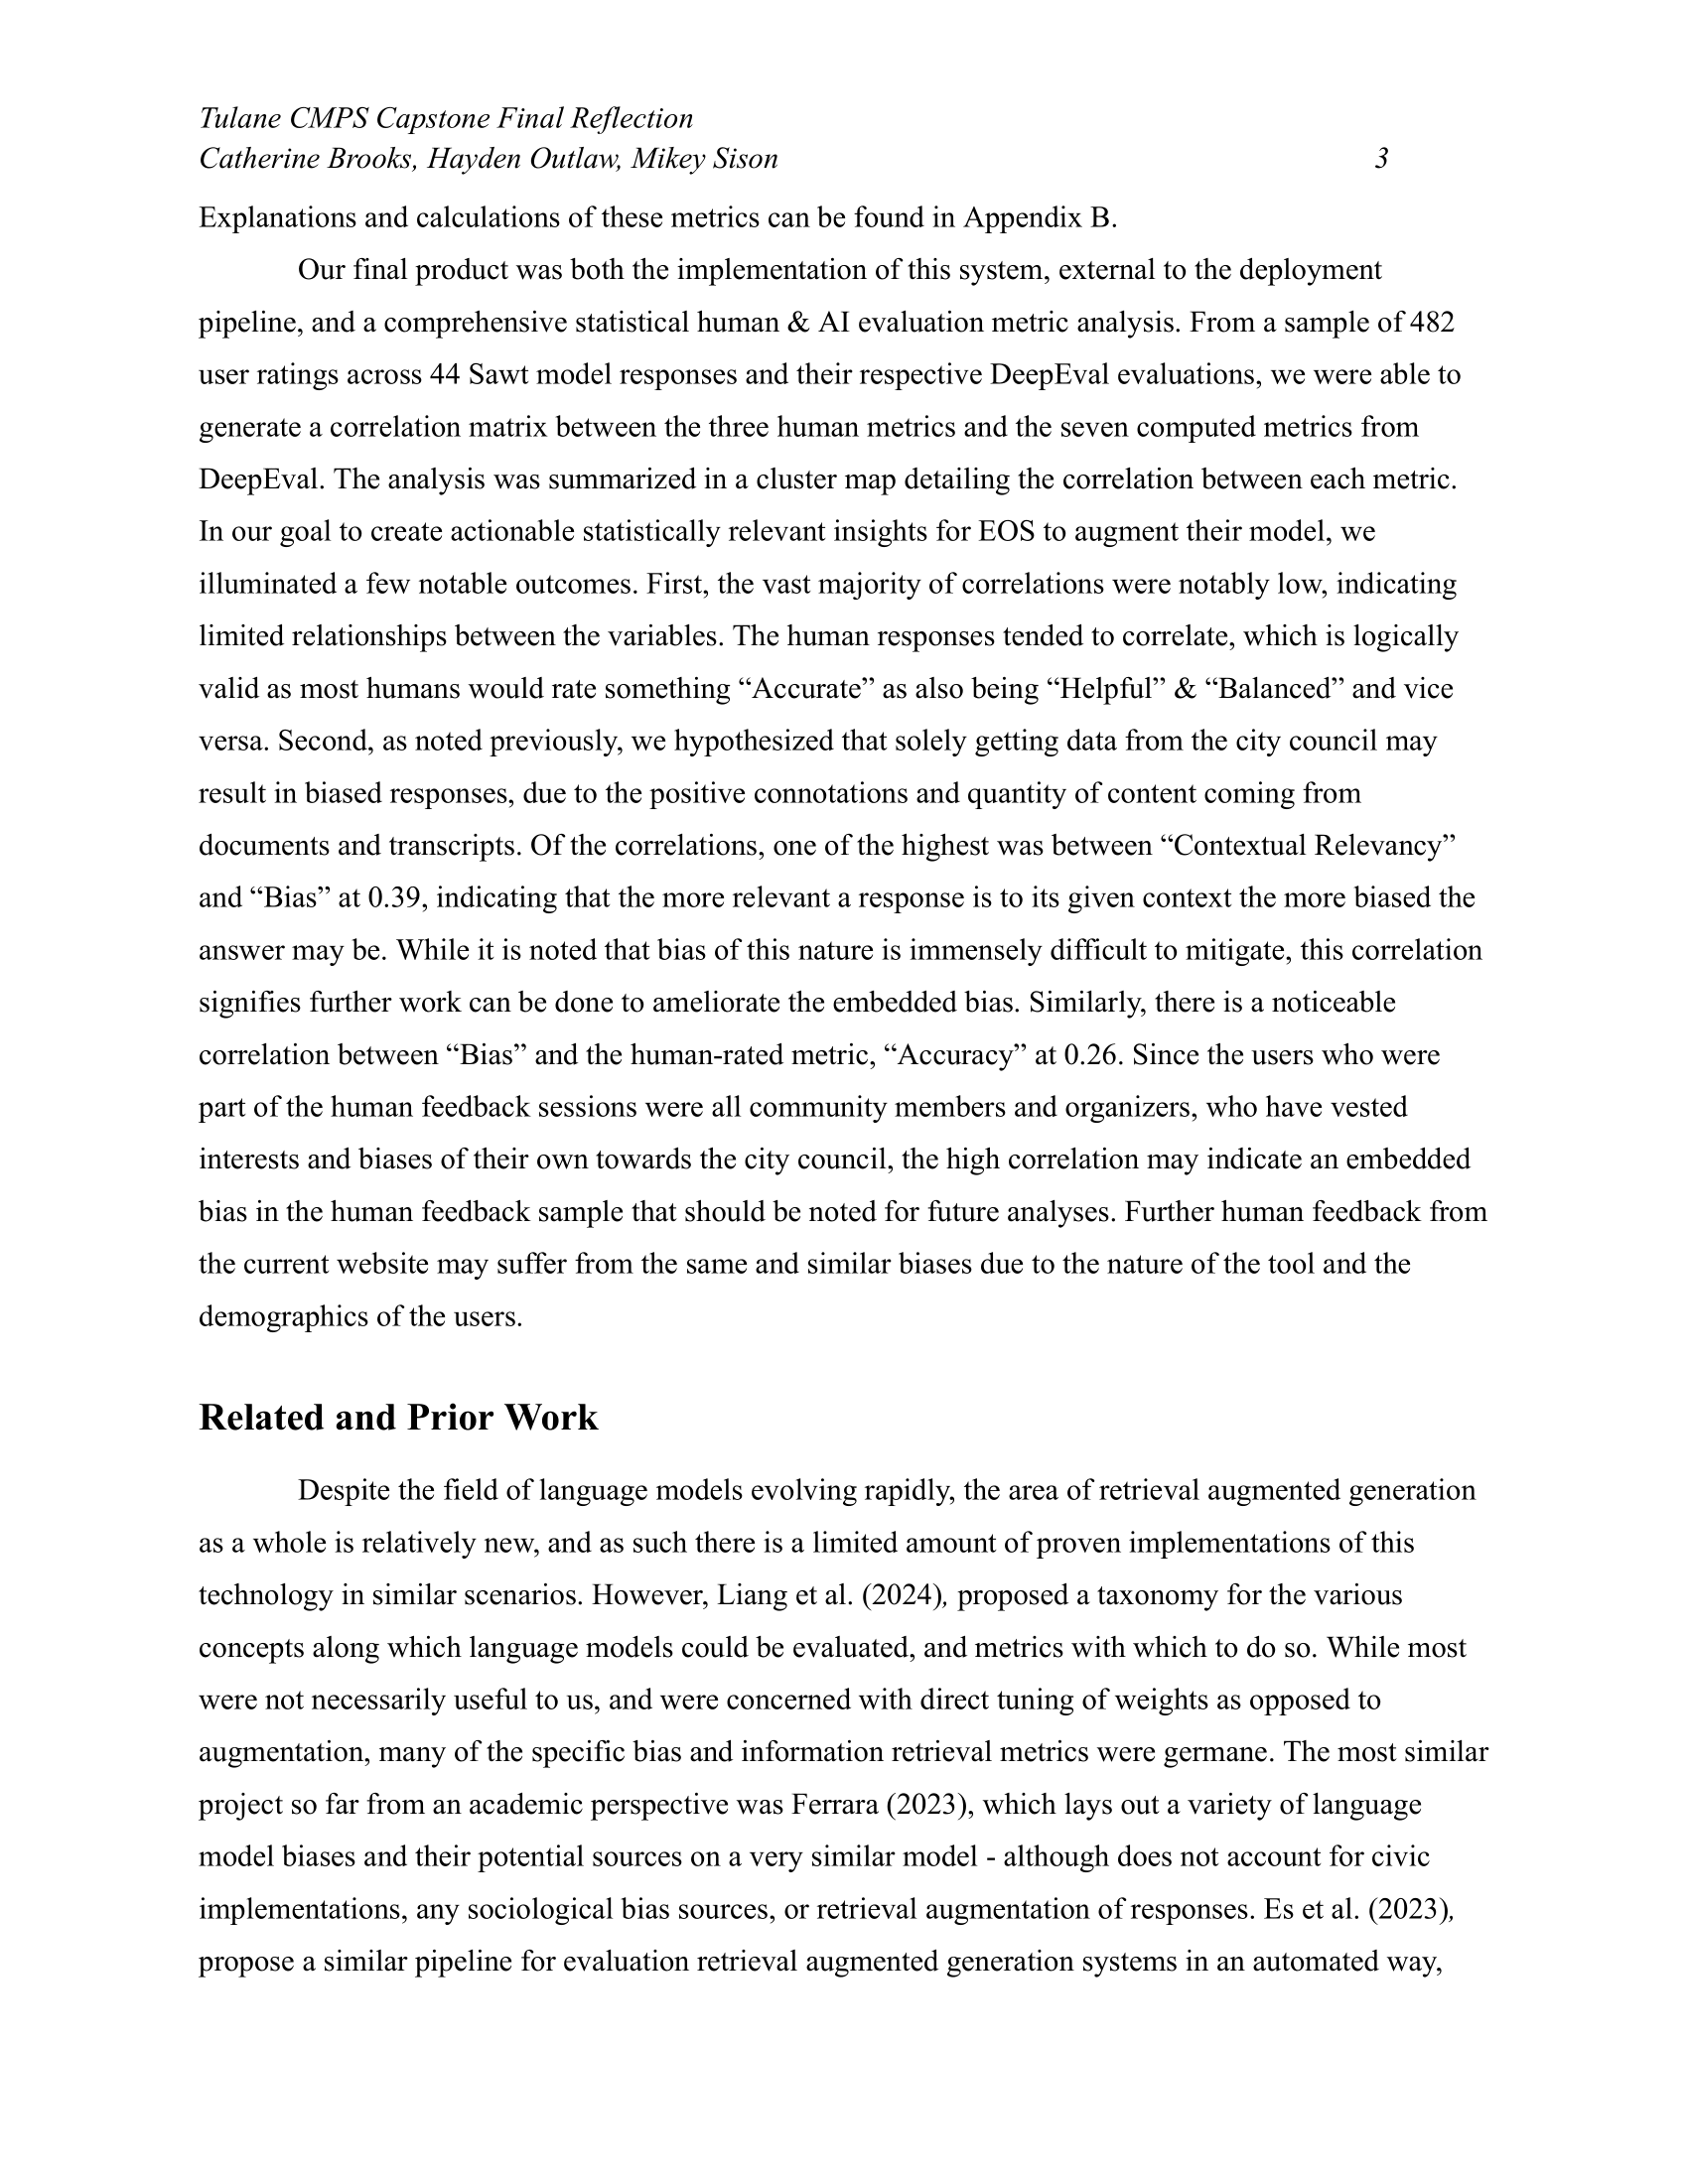 Tulane CMPS Capstone Final Reflection
Catherine Brooks, Hayden Outlaw, Mikey Sison 3
Explanations and calculations of these metrics can be found in Appendix B.
Our final product was both the implementation of this system, external to the deployment
pipeline, and a comprehensive statistical human & AI evaluation metric analysis. From a sample of 482
user ratings across 44 Sawt model responses and their respective DeepEval evaluations, we were able to
generate a correlation matrix between the three human metrics and the seven computed metrics from
DeepEval. The analysis was summarized in a cluster map detailing the correlation between each metric.
In our goal to create actionable statistically relevant insights for EOS to augment their model, we
illuminated a few notable outcomes. First, the vast majority of correlations were notably low, indicating
limited relationships between the variables. The human responses tended to correlate, which is logically
valid as most humans would rate something “Accurate” as also being “Helpful” & “Balanced” and vice
versa. Second, as noted previously, we hypothesized that solely getting data from the city council may
result in biased responses, due to the positive connotations and quantity of content coming from
documents and transcripts. Of the correlations, one of the highest was between “Contextual Relevancy”
and “Bias” at 0.39, indicating that the more relevant a response is to its given context the more biased the
answer may be. While it is noted that bias of this nature is immensely difficult to mitigate, this correlation
signifies further work can be done to ameliorate the embedded bias. Similarly, there is a noticeable
correlation between “Bias” and the human-rated metric, “Accuracy” at 0.26. Since the users who were
part of the human feedback sessions were all community members and organizers, who have vested
interests and biases of their own towards the city council, the high correlation may indicate an embedded
bias in the human feedback sample that should be noted for future analyses. Further human feedback from
the current website may suffer from the same and similar biases due to the nature of the tool and the
demographics of the users.
Related and Prior Work
Despite the field of language models evolving rapidly, the area of retrieval augmented generation
as a whole is relatively new, and as such there is a limited amount of proven implementations of this
technology in similar scenarios. However, Liang et al. (2024), proposed a taxonomy for the various
concepts along which language models could be evaluated, and metrics with which to do so. While most
were not necessarily useful to us, and were concerned with direct tuning of weights as opposed to
augmentation, many of the specific bias and information retrieval metrics were germane. The most similar
project so far from an academic perspective was Ferrara (2023), which lays out a variety of language
model biases and their potential sources on a very similar model - although does not account for civic
implementations, any sociological bias sources, or retrieval augmentation of responses. Es et al. (2023),
propose a similar pipeline for evaluation retrieval augmented generation systems in an automated way,